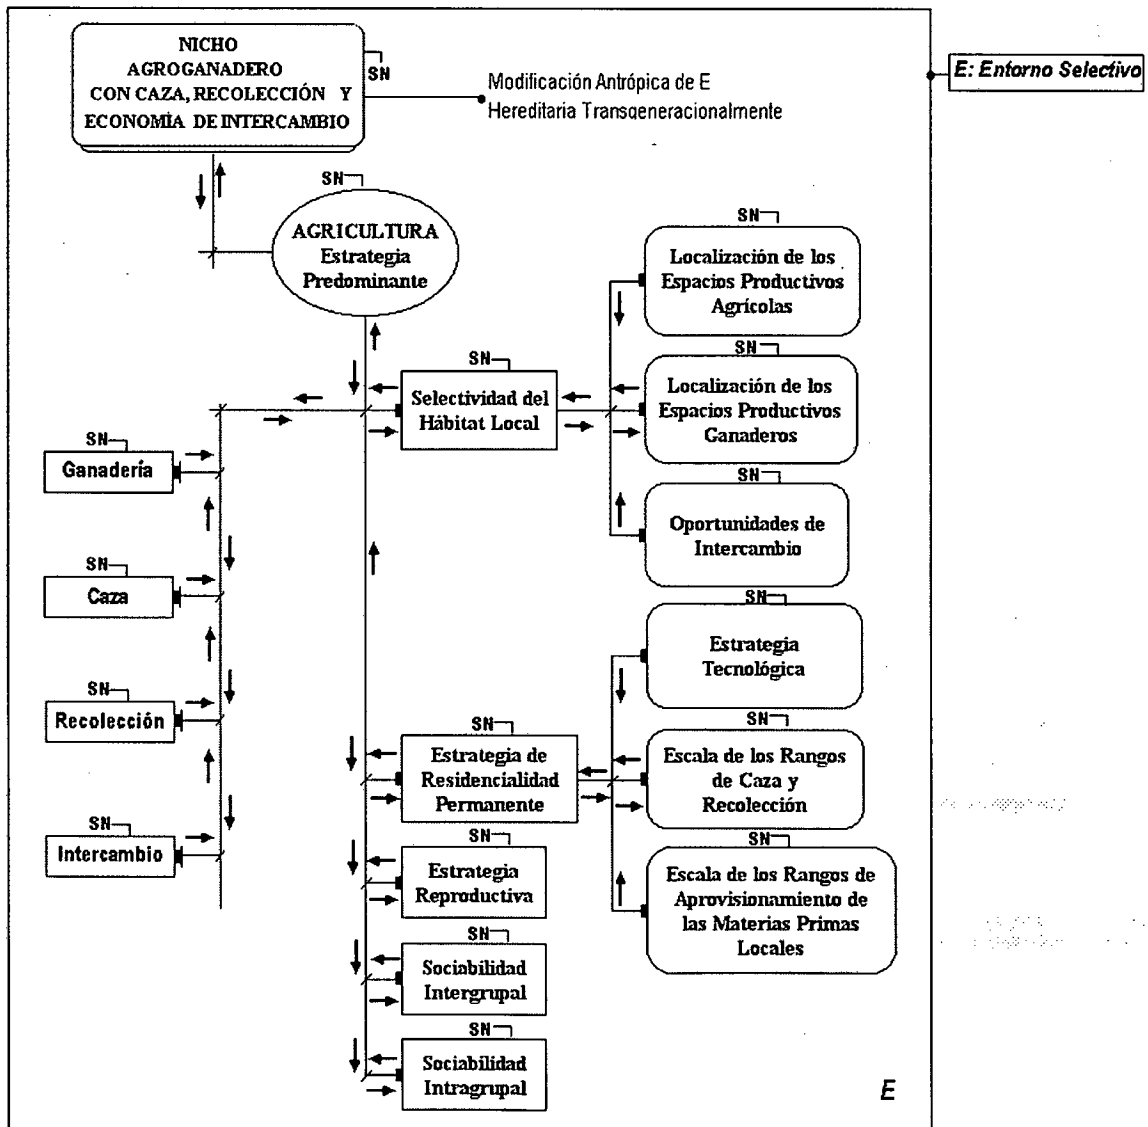 NICHO
AGROGANADERO
CON CAZA, RECOLECCIÓN Y
ECONOMÍA DE INTERCAMBIO
SN
Modificación Antrópica de E
Hereditaria Transgeneracionalmente
E: Entorno Selectivo
SN
AGRICULTURA
Estrategia
Predominante
SN
Localización de los
Espacios Productivos
Agrícolas
SN
Selectividad del
Hábitat Local
SN
Localización de los
Espacios Productivos
Ganaderos
SN
Ganadería
SN
Oportunidades de
Intercambio
SN
Caza
SN
Estrategia
Tecnológica
SN
Recolección
SN
Estrategia de
Residencialidad
Permanente
SN
Escala de los Rangos
de Caza y
Recolección
SN
Intercambio
SN
Estrategia
Reproductiva
SN
Escala de los Rangos de
Aprovisionamiento de
las Materias Primas
Locales
SN
Sociabilidad
Intergrupal
SN
Sociabilidad
Intragrupal
E